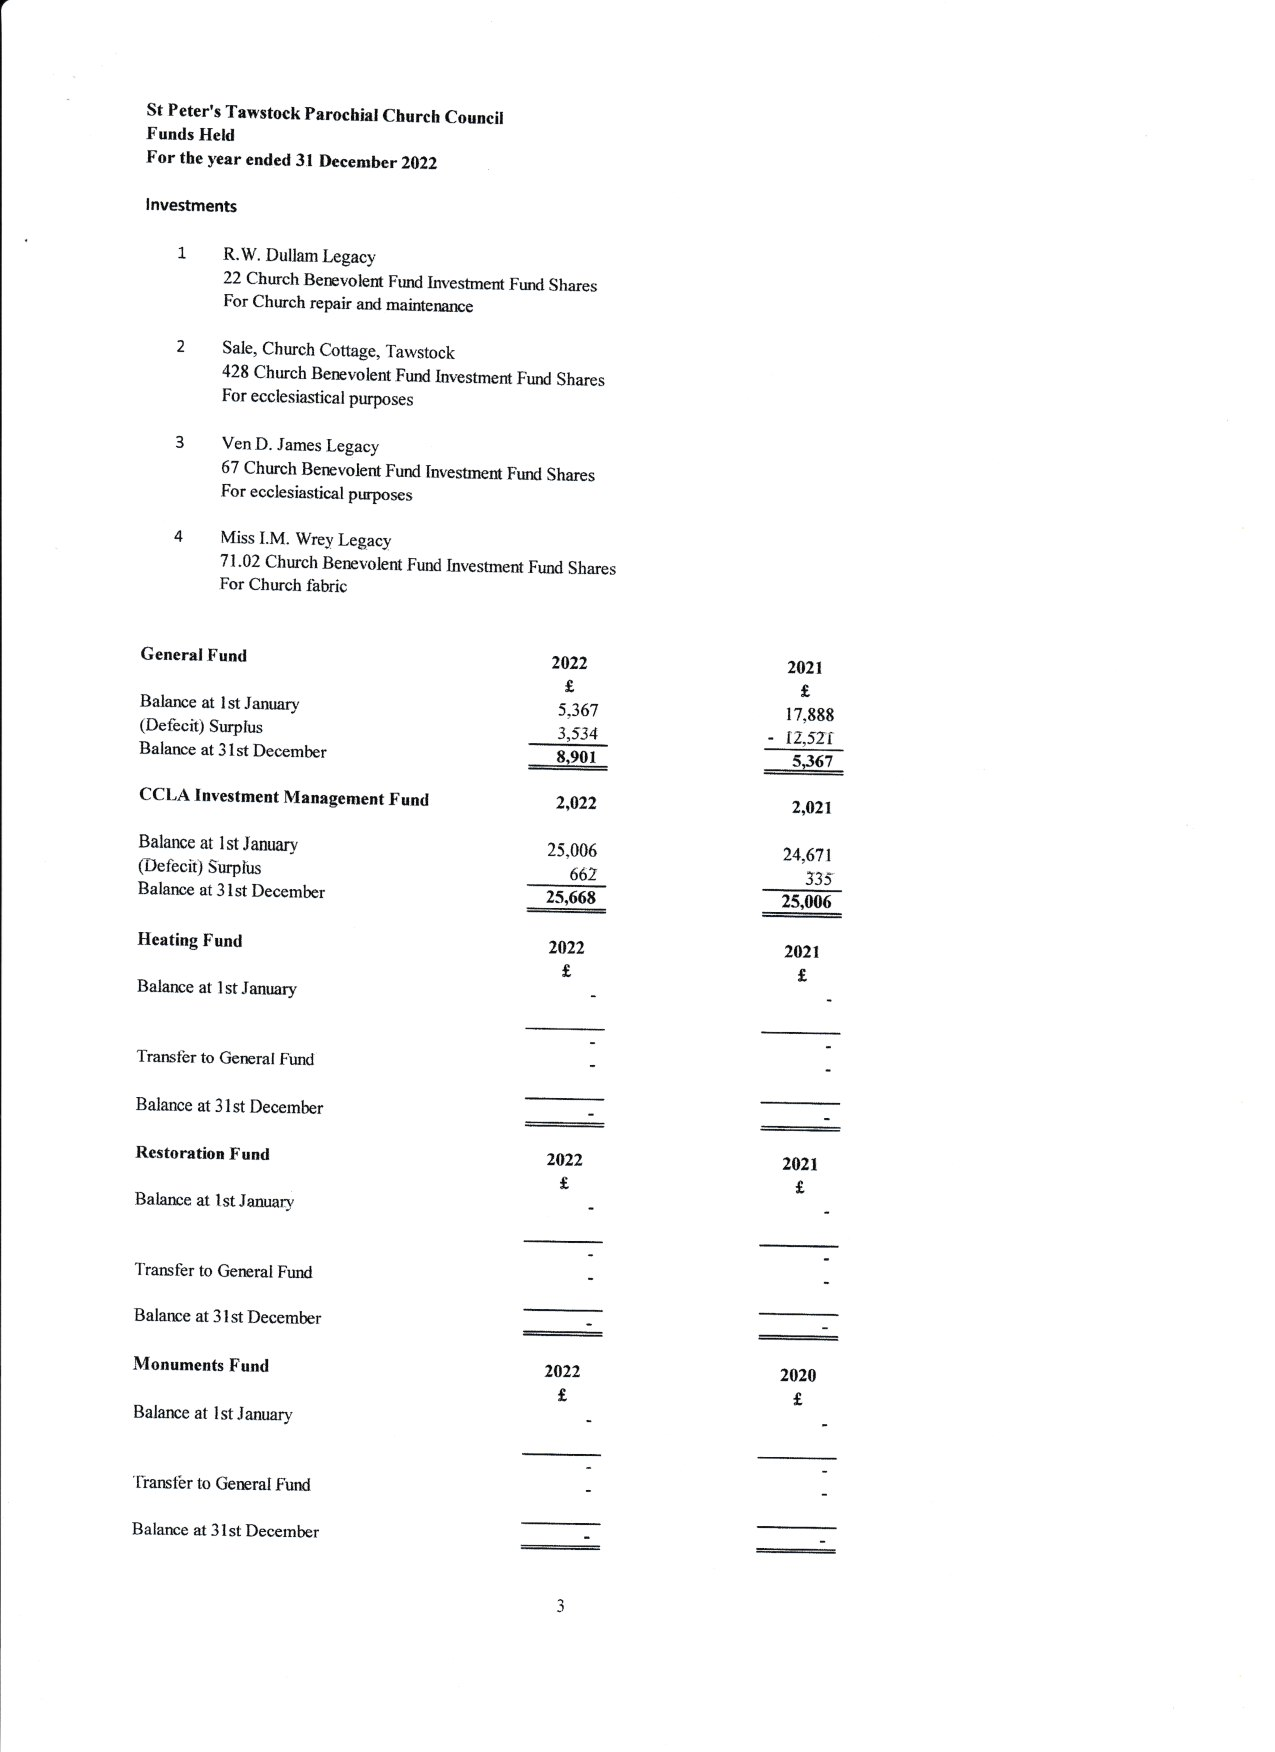 St Peter's Tawstock Parochial Church Council
Funds Held
For the year ended 31 December 2022
Investments
1 R.W. Dullam Legacy
22 Church Benevolent Fund Investment Fund Shares
For Church repair and maintenance
2 Sale, Church Cottage, Tawstock
428 Church Benevolent Fund Investment Fund Shares
For ecclesiastical purposes
3 Ven D. James Legacy
67 Church Benevolent Fund Investment Fund Shares
For ecclesiastical purposes
4 Miss I.M. Wrey Legacy
71.02 Church Benevolent Fund Investment Fund Shares
For Church fabric
General Fund 2022 2021
£ £
Balance at 1st January 5,367 17,888
(Defecit) Surplus 3,534 - 12,521
Balance at 31st December 8,901 5,367
CCLA Investment Management Fund 2,022 2,021
Balance at 1st January 25,006 24,671
(Defecit) Surplus 662 335
Balance at 31st December 25,668 25,006
Heating Fund 2022 2021
£ £
Balance at 1st January - -
- -
Transfer to General Fund - -
Balance at 31st December - -
Restoration Fund 2022 2021
£ £
Balance at 1st January - -
- -
Transfer to General Fund - -
Balance at 31st December - -
Monuments Fund 2022 2020
£ £
Balance at 1st January - -
- -
Transfer to General Fund - -
Balance at 31st December - -
3